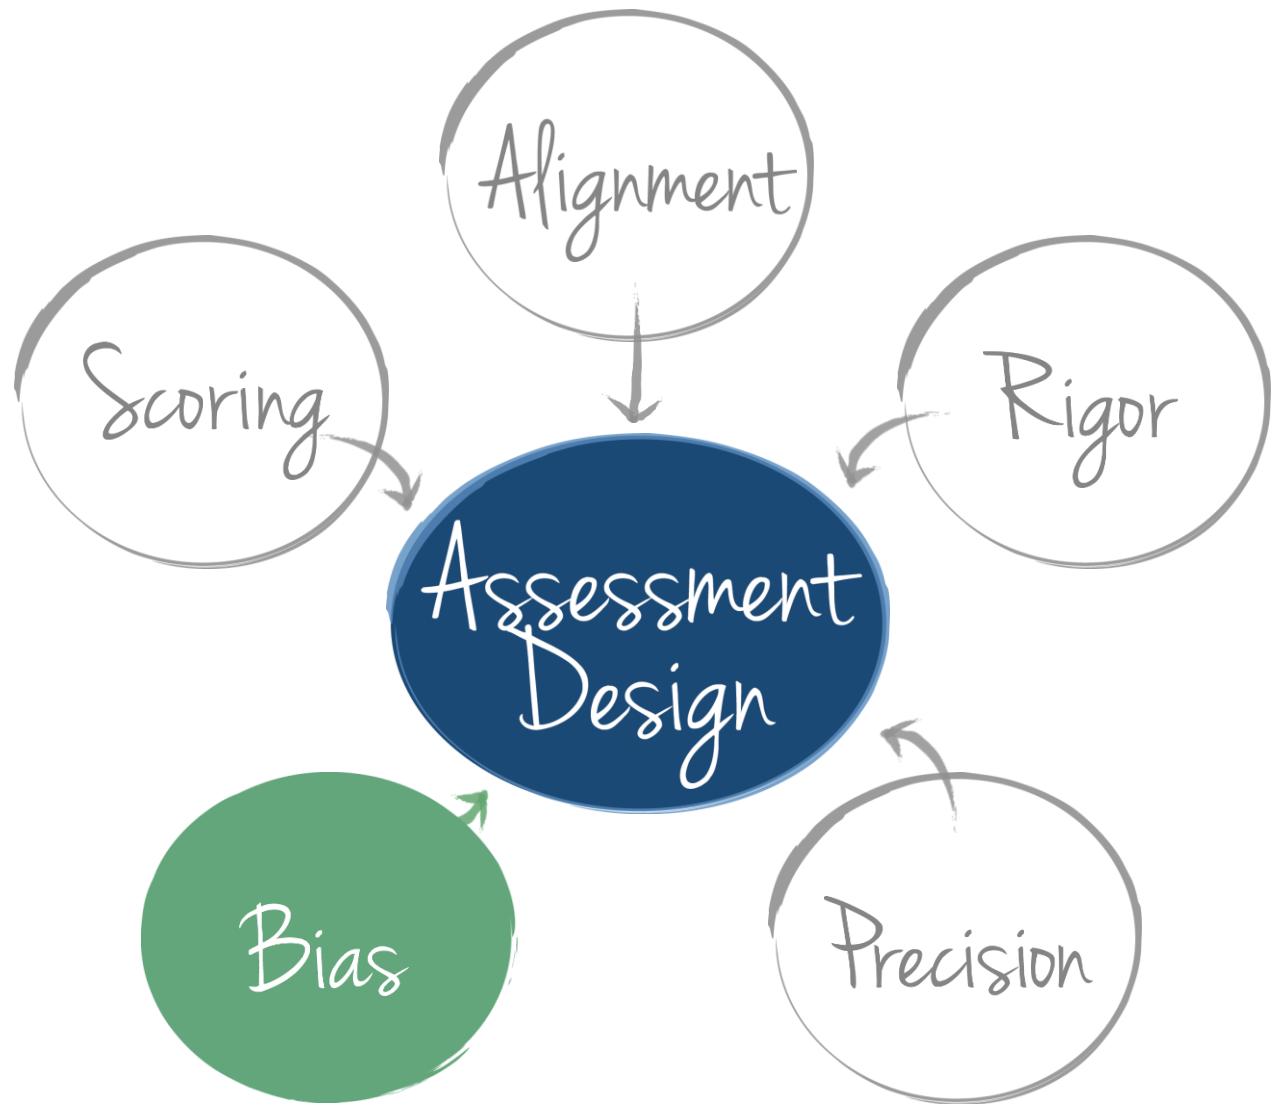 Alignment
Scoring
Rigor
Assessment
Design
Bias
Precision